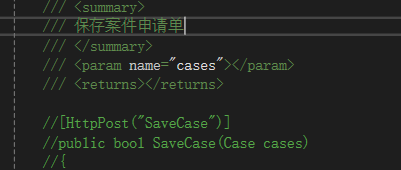 /// <summary>
/// 保存案件申请单
/// </summary>
/// <param name="cases"></param>
/// <returns></returns>
//[HttpPost("SaveCase")]
//public bool SaveCase(Case cases)
//{